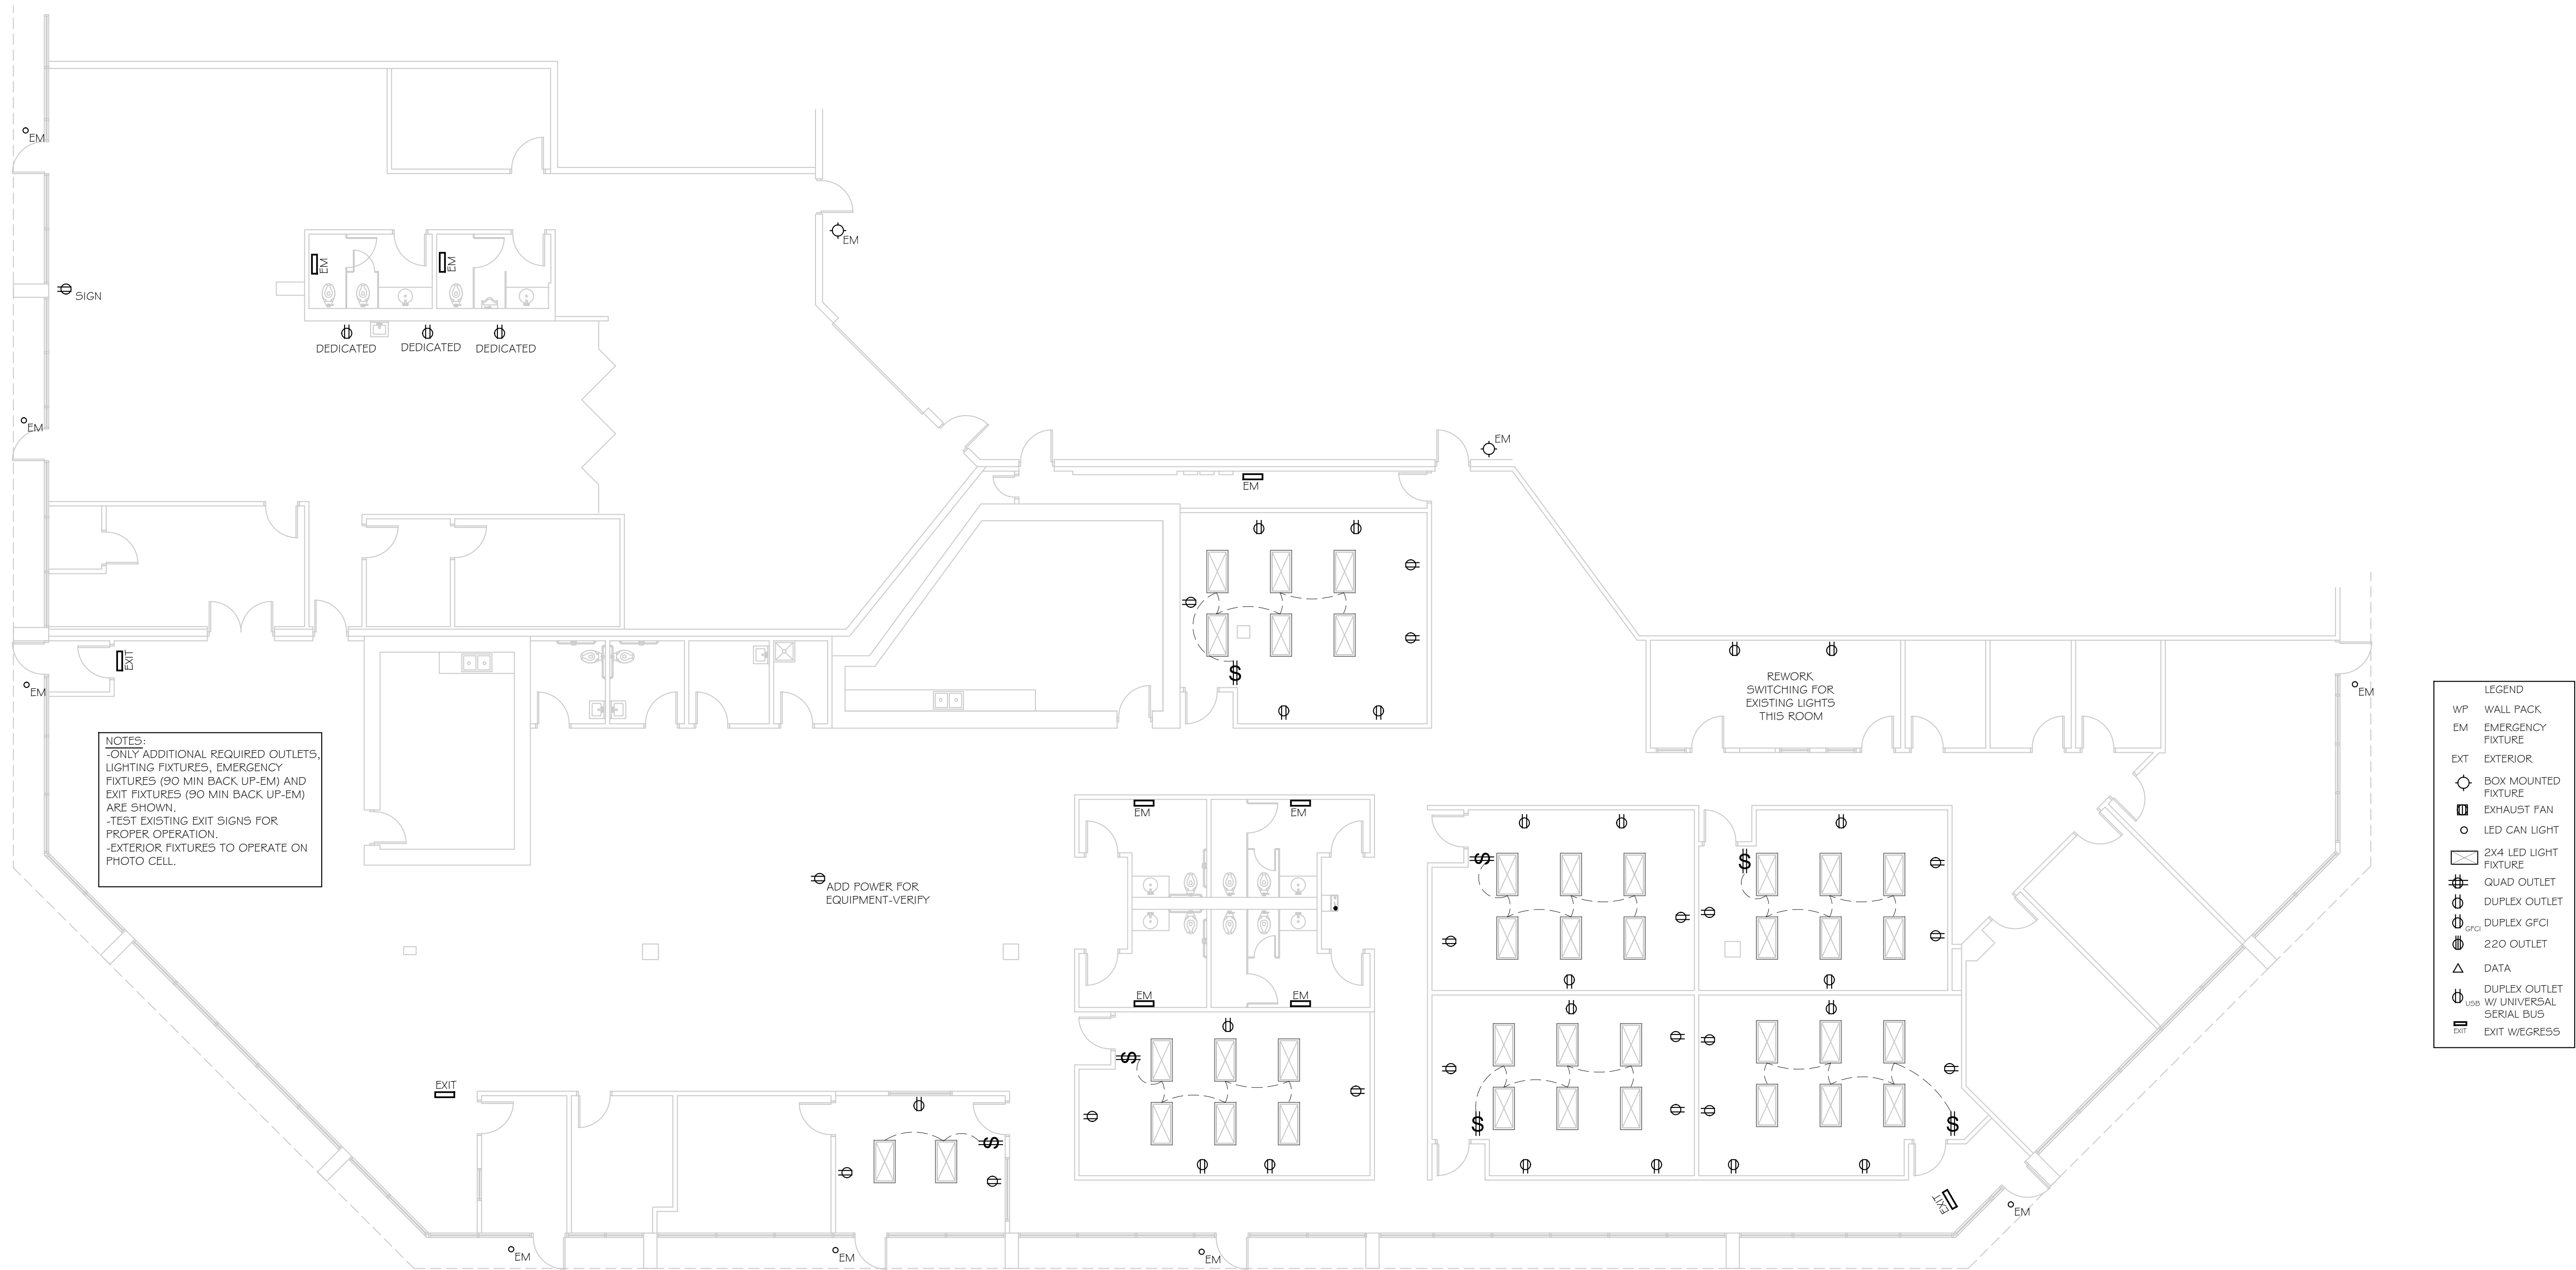 EM
EM
EM
EM
SIGN
DEDICATED
DEDICATED
DEDICATED
EM
EM
EM
EXIT
EM
EM
REWORK
SWITCHING FOR
EXISTING LIGHTS
THIS ROOM
$
NOTES:
-ONLY ADDITIONAL REQUIRED OUTLETS,
LIGHTING FIXTURES, EMERGENCY
FIXTURES (90 MIN BACK UP-EM) AND
EXIT FIXTURES (90 MIN BACK UP-EM)
ARE SHOWN.
-TEST EXISTING EXIT SIGNS FOR
PROPER OPERATION.
-EXTERIOR FIXTURES TO OPERATE ON
PHOTO CELL.
EM
EM
$
$
ADD POWER FOR
EQUIPMENT-VERIFY
EM
EM
$
EXIT
$
$
$
EXIT
EM
EM
EM
EM
LEGEND
WP WALL PACK
EM EMERGENCY
FIXTURE
EXT EXTERIOR
BOX MOUNTED
FIXTURE
EXHAUST FAN
LED CAN LIGHT
2X4 LED LIGHT
FIXTURE
QUAD OUTLET
DUPLEX OUTLET
GFCI DUPLEX GFCI
220 OUTLET
DATA
DUPLEX OUTLET
USB W/ UNIVERSAL
SERIAL BUS
EXIT EXIT W/EGRESS